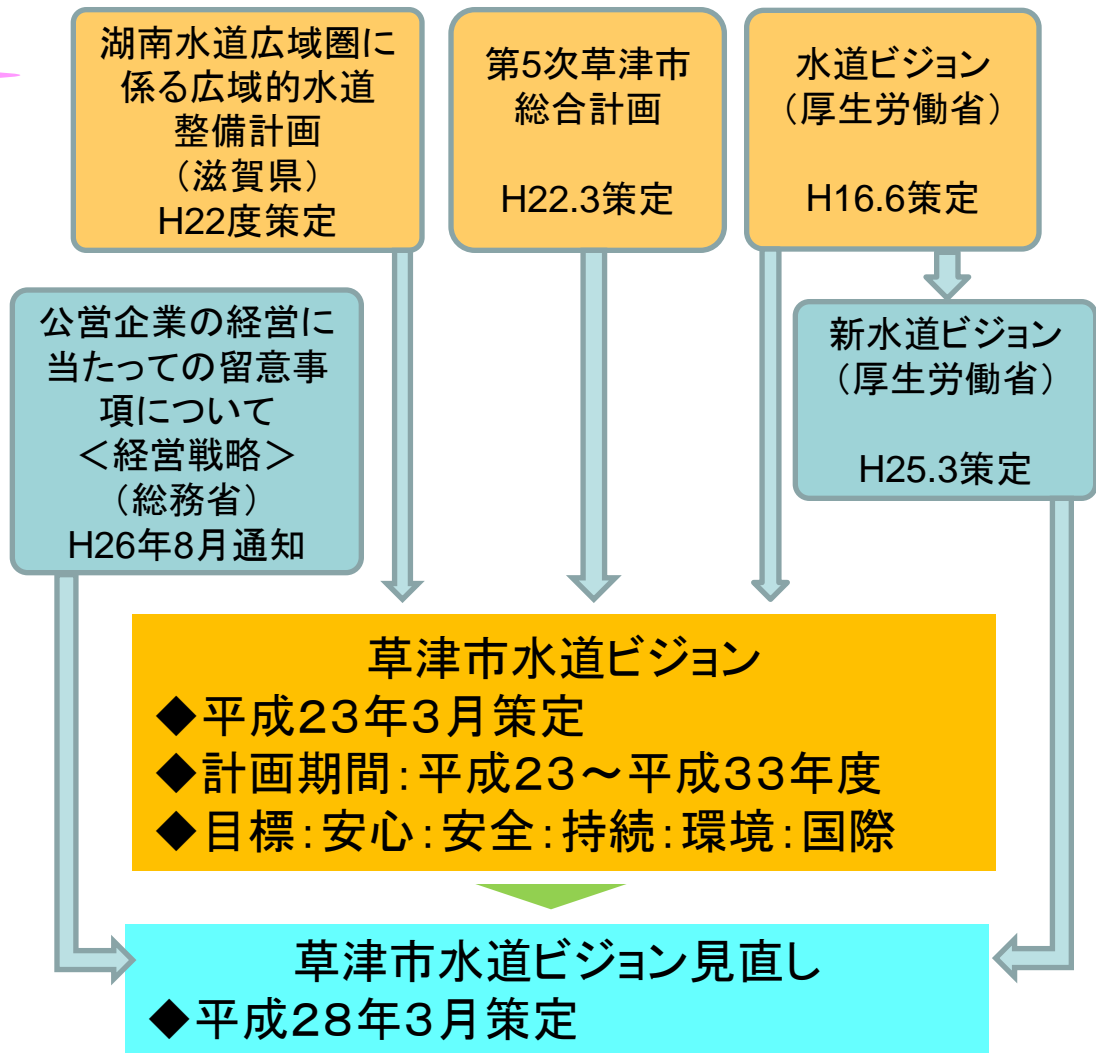 湖南水道広域圏に
係る広域的水道
整備計画
（滋賀県）
H22度策定
第5次草津市
総合計画
H22.3策定
水道ビジョン
（厚生労働省）
H16.6策定
公営企業の経営に
当たっての留意事
項について
＜経営戦略＞
（総務省）
H26年8月通知
新水道ビジョン
（厚生労働省）
H25.3策定
草津市水道ビジョン
◆平成２３年３月策定
◆計画期間：平成２３～平成３３年度
◆目標：安心：安全：持続：環境：国際
草津市水道ビジョン見直し
◆平成２８年３月策定